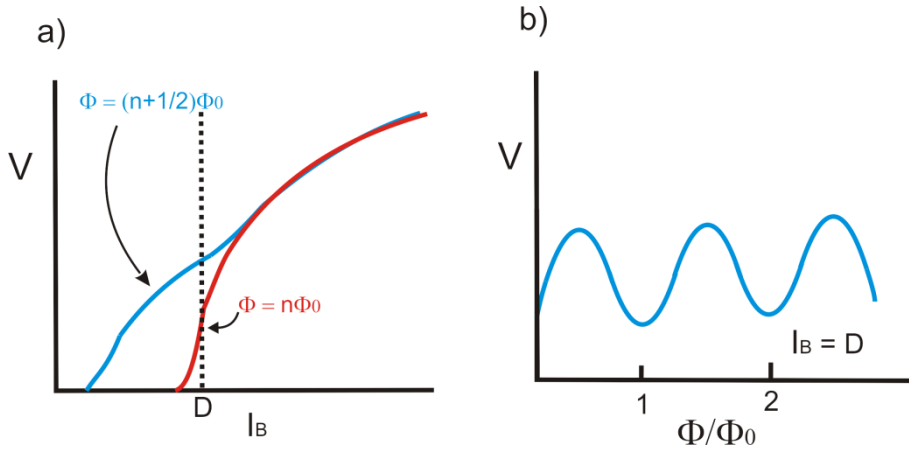 a)
Φ = (n+1/2)Φ0
V
Φ = nΦ0
D
IB
b)
V
IB = D
1 2
Φ/Φ0